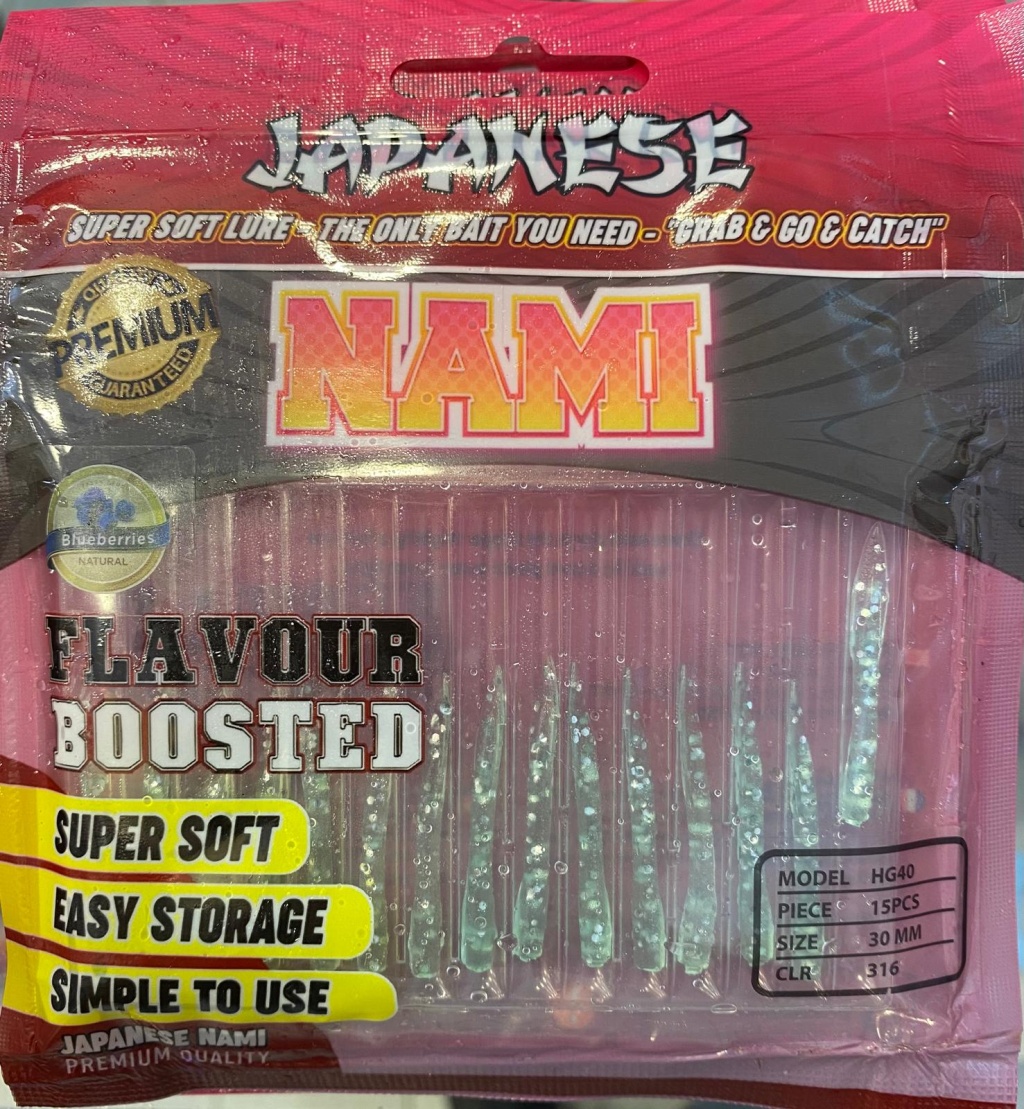 JAPANESE
SUPER SOFT LURE - THE ONLY BAIT YOU NEED - "GRAB & GO & CATCH"
PREMIUM
GUARANTEED
NAMI
Blueberries
NATURAL
FLAVOUR
BOOSTED
SUPER SOFT
EASY STORAGE
SIMPLE TO USE
JAPANESE NAMI
PREMIUM QUALITY
MODEL HG40
PIECE 15PCS
SIZE 30 MM
CLR 316